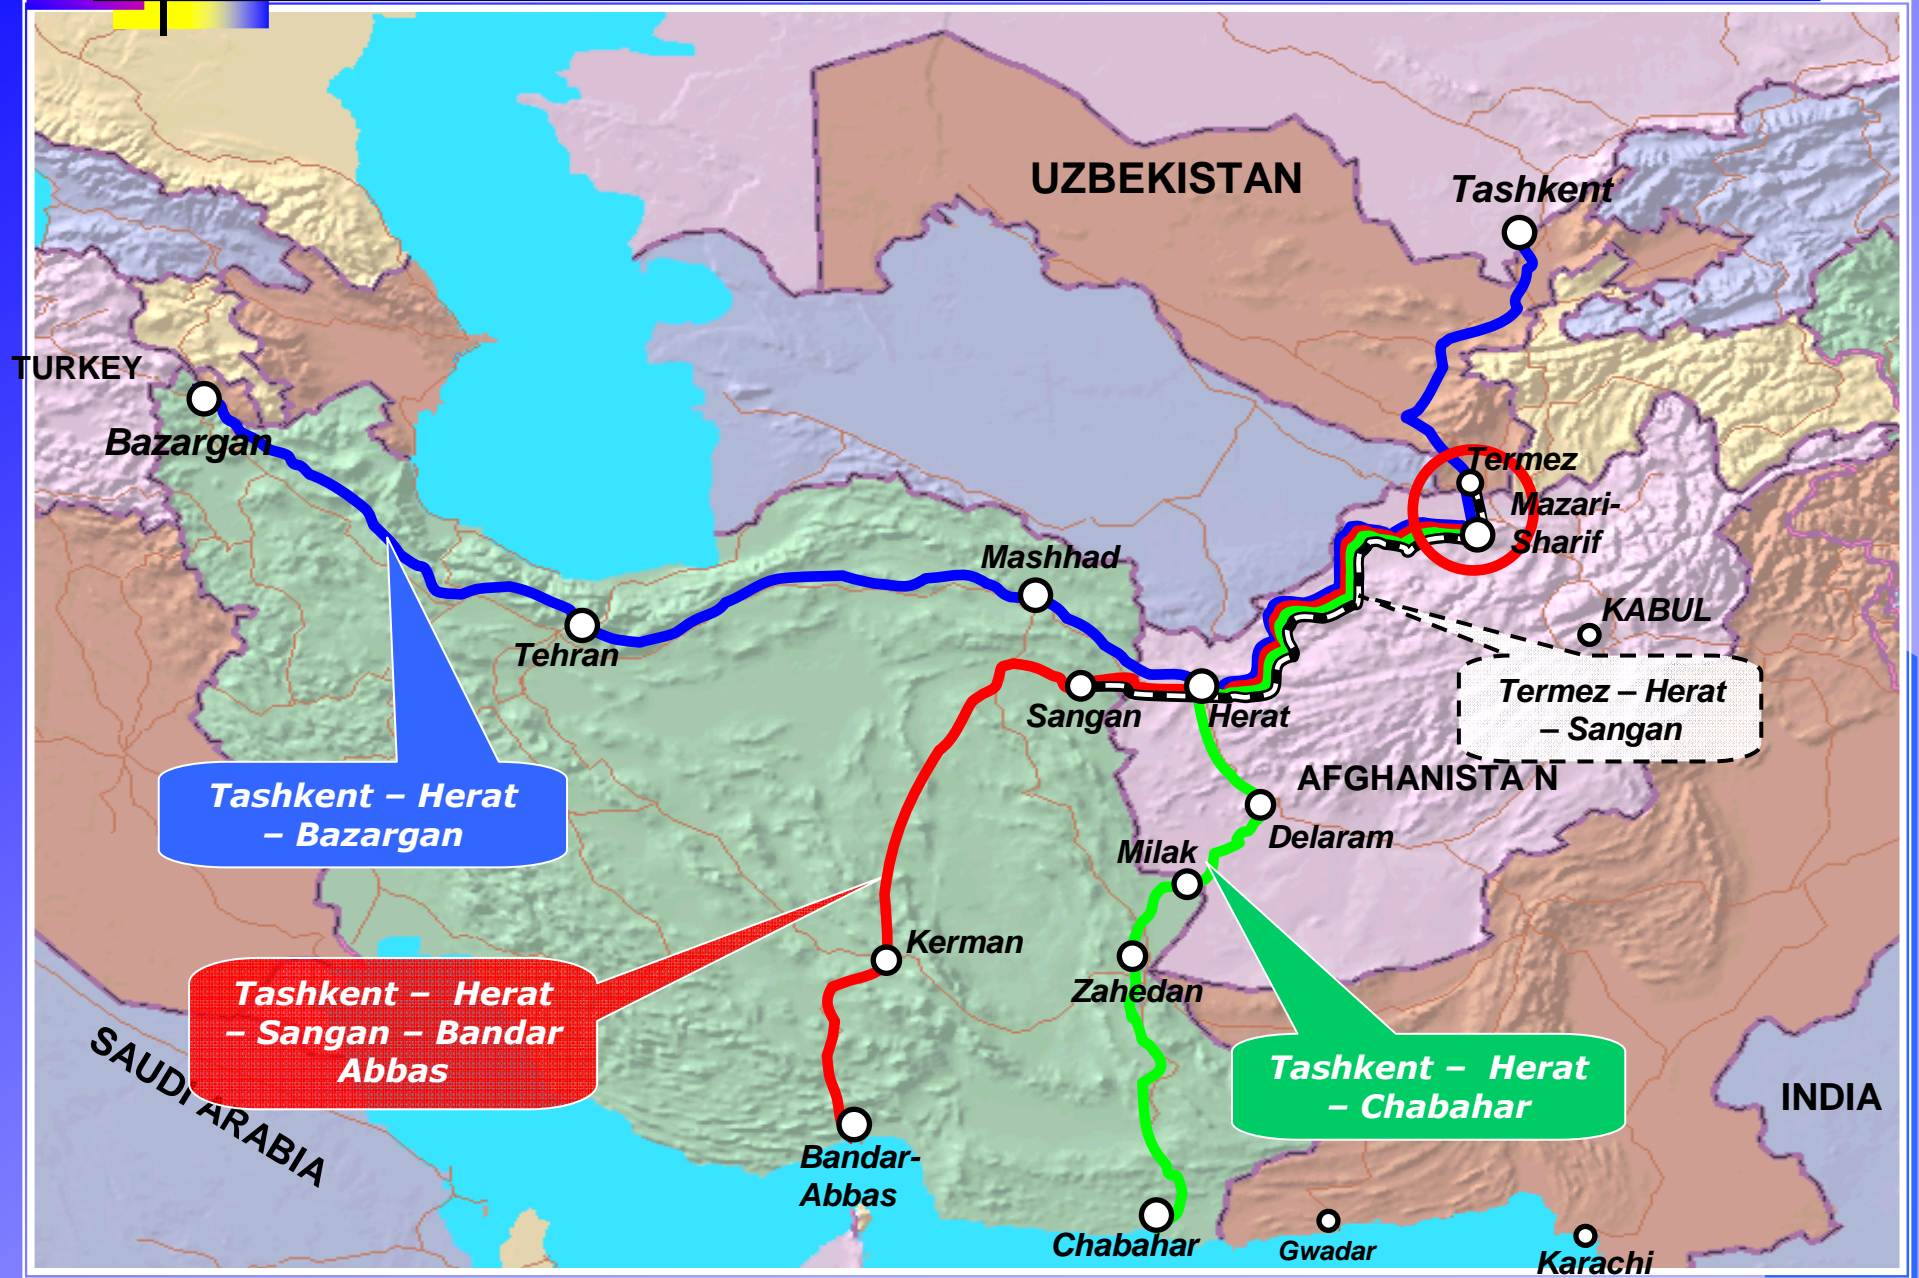 UZBEKISTAN
Tashkent
TURKEY
Bazargan
Termez
Mazari-
Sharif
Mashhad
Tehran
KABUL
Sangan
Herat
Termez – Herat
– Sangan
AFGHANISTA N
Tashkent – Herat
– Bazargan
Delaram
Milak
Kerman
Zahedan
Tashkent –  Herat
– Sangan – Bandar
Abbas
SAUDI ARABIA
Tashkent –  Herat
– Chabahar
INDIA
Bandar-
Abbas
Chabahar
Gwadar
Karachi